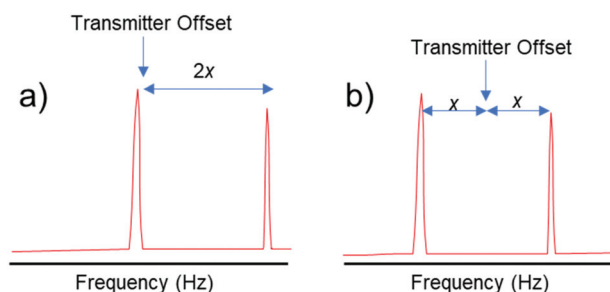 Transmitter Offset
2x
a)
Frequency (Hz)
Transmitter Offset
b)
x x
Frequency (Hz)